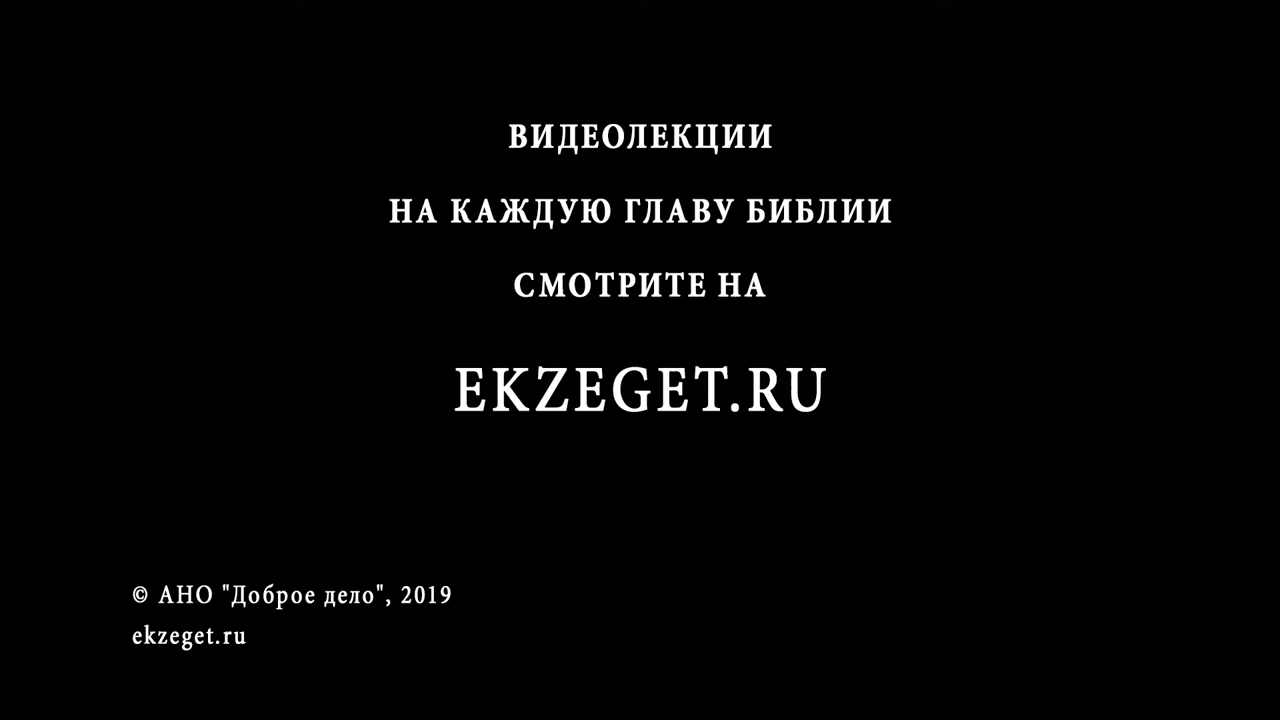 ВИДЕОЛЕКЦИИ
НА КАЖДУЮ ГЛАВУ БИБЛИИ
СМОТРИТЕ НА
EKZEGET.RU
© АНО "Доброе дело", 2019
ekzeget.ru